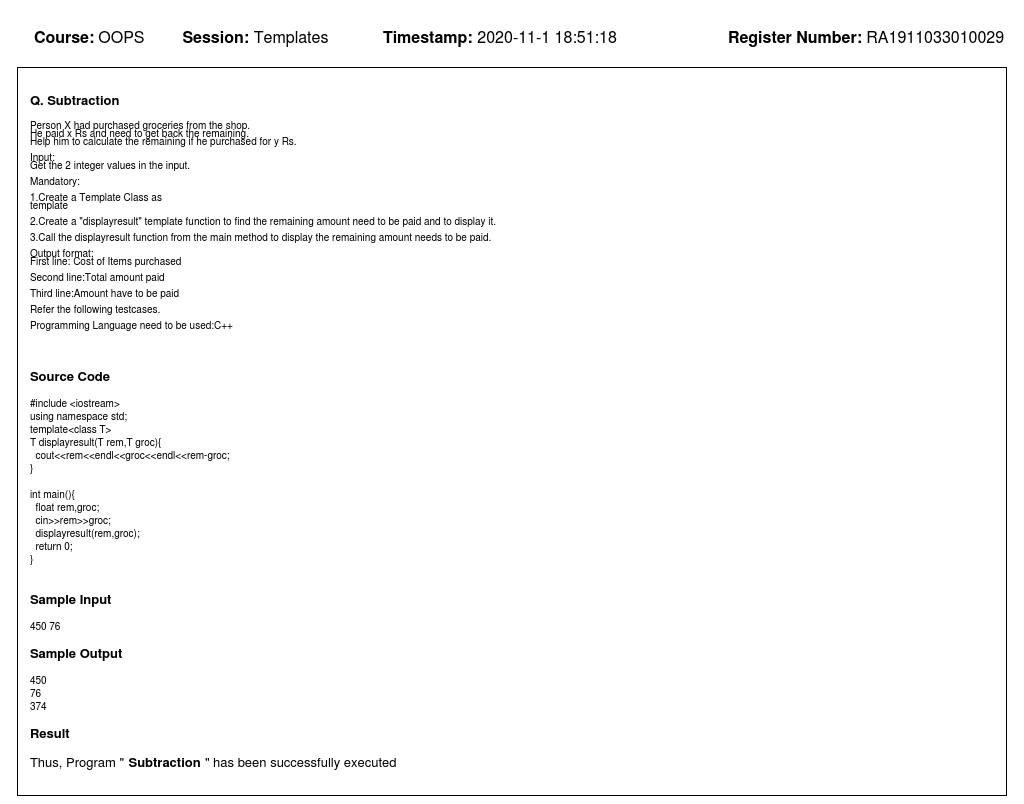 Course: OOPS Session: Templates Timestamp: 2020-11-1 18:51:18 Register Number: RA1911033010029
Q. Subtraction
Person X had purchased groceries from the shop.
He paid x Rs and need to get back the remaining.
Help him to calculate the remaining if he purchased for y Rs.
Input:
Get the 2 integer values in the input.
Mandatory:
1.Create a Template Class as
template
2.Create a "displayresult" template function to find the remaining amount need to be paid and to display it.
3.Call the displayresult function from the main method to display the remaining amount needs to be paid.
Output format:
First line: Cost of Items purchased
Second line:Total amount paid
Third line:Amount have to be paid
Refer the following testcases.
Programming Language need to be used:C++
Source Code
#include <iostream>
using namespace std;
template<class T>
T displayresult(T rem,T groc){
  cout<<rem<<endl<<groc<<endl<<rem-groc;
}
int main(){
  float rem,groc;
  cin>>rem>>groc;
  displayresult(rem,groc);
  return 0;
}
Sample Input
450 76
Sample Output
450
76
374
Result
Thus, Program " Subtraction " has been successfully executed